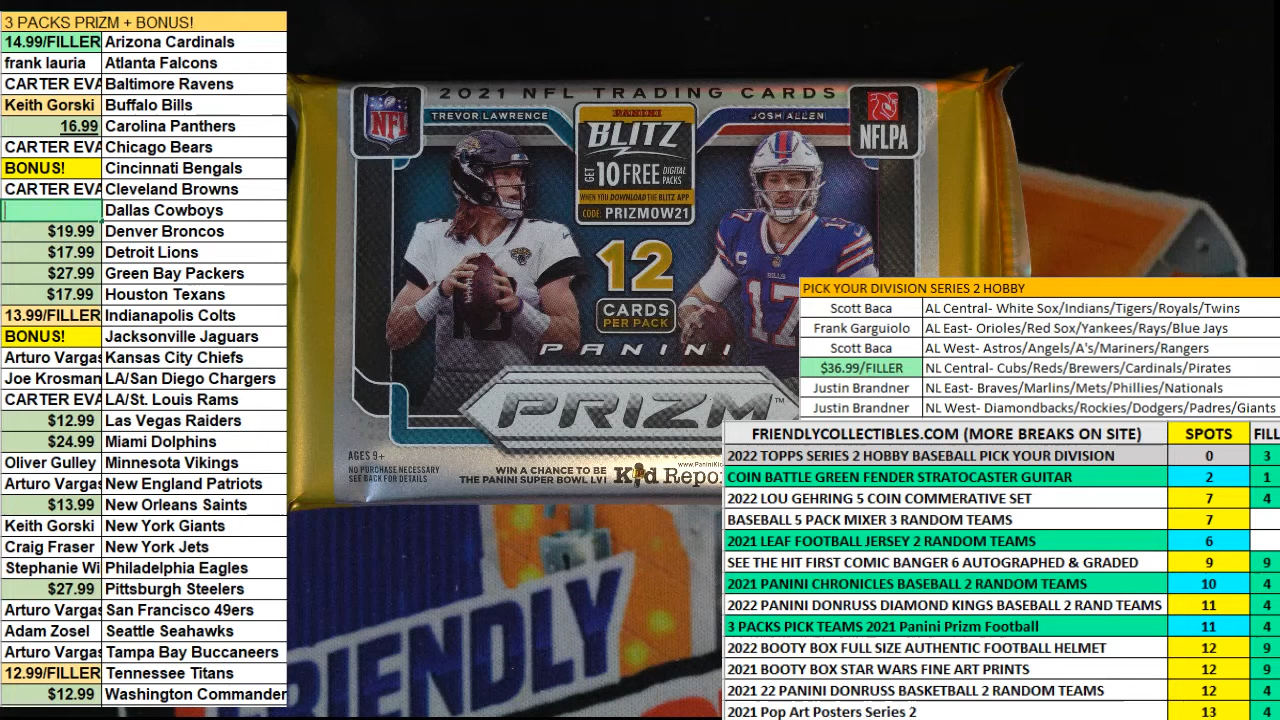 3 PACKS PRIZM + BONUS!
14.99/FILLER Arizona Cardinals
frank lauria Atlanta Falcons
CARTER EVA Baltimore Ravens
Keith Gorski Buffalo Bills
16.99 Carolina Panthers
CARTER EVA Chicago Bears
BONUS! Cincinnati Bengals
CARTER EVA Cleveland Browns
Dallas Cowboys
$19.99 Denver Broncos
$17.99 Detroit Lions
$27.99 Green Bay Packers
$17.99 Houston Texans
13.99/FILLER Indianapolis Colts
BONUS! Jacksonville Jaguars
Arturo Vargas Kansas City Chiefs
Joe Krosman LA/San Diego Chargers
CARTER EVA LA/St. Louis Rams
$12.99 Las Vegas Raiders
$24.99 Miami Dolphins
Oliver Gulley Minnesota Vikings
Arturo Vargas New England Patriots
$13.99 New Orleans Saints
Keith Gorski New York Giants
Craig Fraser New York Jets
Stephanie Wi Philadelphia Eagles
$27.99 Pittsburgh Steelers
Arturo Vargas San Francisco 49ers
Adam Zosel Seattle Seahawks
Arturo Vargas Tampa Bay Buccaneers
12.99/FILLER Tennessee Titans
$12.99 Washington Commander
2021 NFL TRADING CARDS
NFL
TREVOR LAWRENCE
PANINI
BLITZ
GET 10 FREE DIGITAL PACKS
WHEN YOU DOWNLOAD THE BLITZ APP
CODE: PRIZMOW21
JOSH ALLEN
NFLPA
12
CARDS
PER PACK
PANINI
PRIZM™
AGES 9+
NO PURCHASE NECESSARY
SEE BACK FOR DETAILS
WIN A CHANCE TO BE
THE PANINI SUPER BOWL LVI
Kid Repo
www.PaniniKi
17
BILLS
FRIENDLY
PICK YOUR DIVISION SERIES 2 HOBBY
Scott Baca AL Central- White Sox/Indians/Tigers/Royals/Twins
Frank Garguiolo AL East- Orioles/Red Sox/Yankees/Rays/Blue Jays
Scott Baca AL West- Astros/Angels/A's/Mariners/Rangers
$36.99/FILLER NL Central- Cubs/Reds/Brewers/Cardinals/Pirates
Justin Brandner NL East- Braves/Marlins/Mets/Phillies/Nationals
Justin Brandner NL West- Diamondbacks/Rockies/Dodgers/Padres/Giants
FRIENDLYCOLLECTIBLES.COM (MORE BREAKS ON SITE) SPOTS FILL
2022 TOPPS SERIES 2 HOBBY BASEBALL PICK YOUR DIVISION 0 3
COIN BATTLE GREEN FENDER STRATOCASTER GUITAR 2 1
2022 LOU GEHRING 5 COIN COMMERATIVE SET 7 4
BASEBALL 5 PACK MIXER 3 RANDOM TEAMS 7
2021 LEAF FOOTBALL JERSEY 2 RANDOM TEAMS 6
SEE THE HIT FIRST COMIC BANGER 6 AUTOGRAPHED & GRADED 9 9
2021 PANINI CHRONICLES BASEBALL 2 RANDOM TEAMS 10 4
2022 PANINI DONRUSS DIAMOND KINGS BASEBALL 2 RAND TEAMS 11 4
3 PACKS PICK TEAMS 2021 Panini Prizm Football 11 4
2022 BOOTY BOX FULL SIZE AUTHENTIC FOOTBALL HELMET 12 9
2021 BOOTY BOX STAR WARS FINE ART PRINTS 12 9
2021 22 PANINI DONRUSS BASKETBALL 2 RANDOM TEAMS 12 4
2021 Pop Art Posters Series 2 13 4